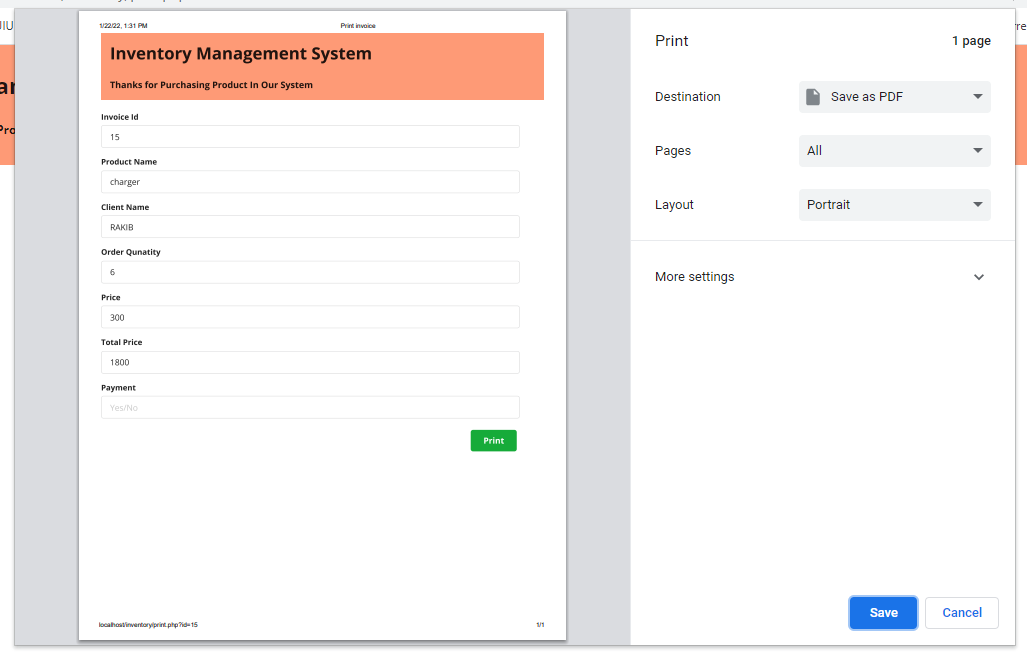 1/22/22, 1:31 PM
Print invoice
Inventory Management System
Thanks for Purchasing Product In Our System
Invoice Id
15
Product Name
charger
Client Name
RAKIB
Order Qunatity
6
Price
300
Total Price
1800
Payment
Yes/No
Print
localhost/inventory/print.php?id=15
1/1
Print
1 page
Destination
Save as PDF
Pages
All
Layout
Portrait
More settings
Save
Cancel